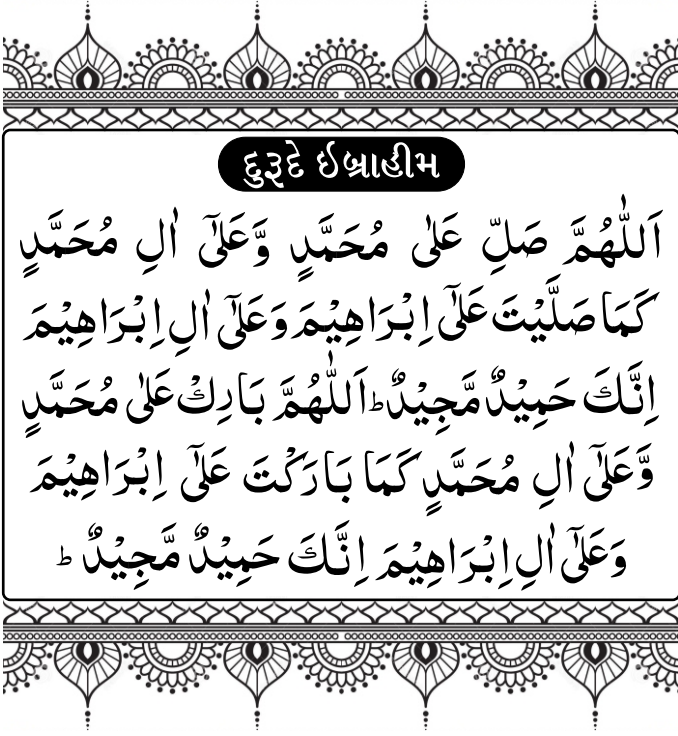 દુરૂદે ઇબ્રાહીમ
اَللّٰهُمَّ صَلِّ عَلٰى مُحَمَّدٍ وَّعَلٰٓى اٰلِ مُحَمَّدٍ
كَمَا صَلَّيْتَ عَلٰٓى اِبْرَاهِيْمَ وَعَلٰٓى اٰلِ اِبْرَاهِيْمَ
اِنَّكَ حَمِيْدٌ مَّجِيْدٌ ؕ اَللّٰهُمَّ بَارِكْ عَلٰى مُحَمَّدٍ
وَّعَلٰٓى اٰلِ مُحَمَّدٍ كَمَا بَارَكْتَ عَلٰٓى اِبْرَاهِيْمَ
وَعَلٰٓى اٰلِ اِبْرَاهِيْمَ اِنَّكَ حَمِيْدٌ مَّجِيْدٌ ؕ